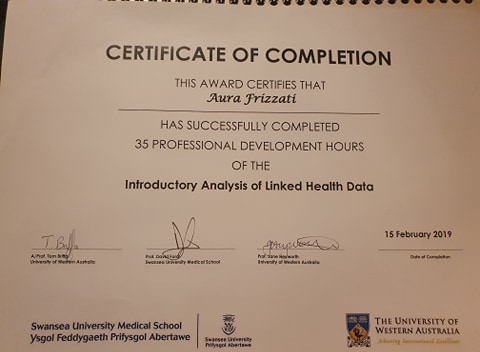 CERTIFICATE OF COMPLETION
THIS AWARD CERTIFIES THAT
Aura Frizzati
HAS SUCCESSFULLY COMPLETED
35 PROFESSIONAL DEVELOPMENT HOURS
OF THE
Introductory Analysis of Linked Health Data
15 February 2019
A/Prof. Tom Briffa
University of Western Australia
Prof. David Ford
Swansea University Medical School
Prof. Jane Heyworth
University of Western Australia
Date of Completion
Swansea University Medical School
Ysgol Feddygaeth Prifysgol Abertawe
Swansea University
Prifysgol Abertawe
THE UNIVERSITY OF
WESTERN AUSTRALIA
Achieving International Excellence